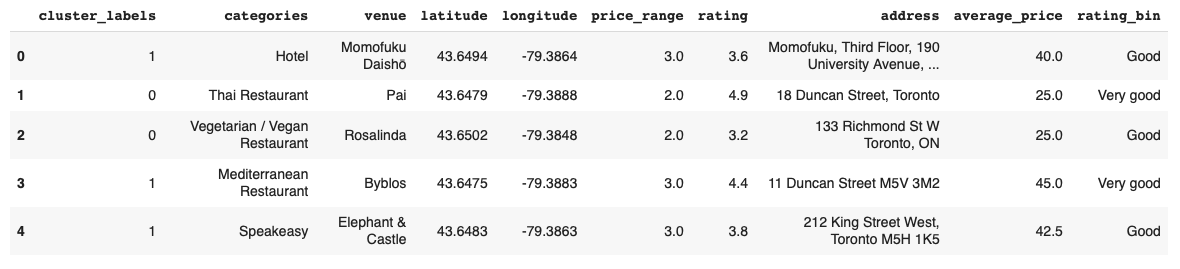 cluster_labels categories venue latitude longitude price_range rating address average_price rating_bin
0 1 Hotel Momofuku Daishō 43.6494 -79.3864 3.0 3.6 Momofuku, Third Floor, 190 University Avenue, ... 40.0 Good
1 0 Thai Restaurant Pai 43.6479 -79.3888 2.0 4.9 18 Duncan Street, Toronto 25.0 Very good
2 0 Vegetarian / Vegan Restaurant Rosalinda 43.6502 -79.3848 2.0 3.2 133 Richmond St W Toronto, ON 25.0 Good
3 1 Mediterranean Restaurant Byblos 43.6475 -79.3883 3.0 4.4 11 Duncan Street M5V 3M2 45.0 Very good
4 1 Speakeasy Elephant & Castle 43.6483 -79.3863 3.0 3.8 212 King Street West, Toronto M5H 1K5 42.5 Good